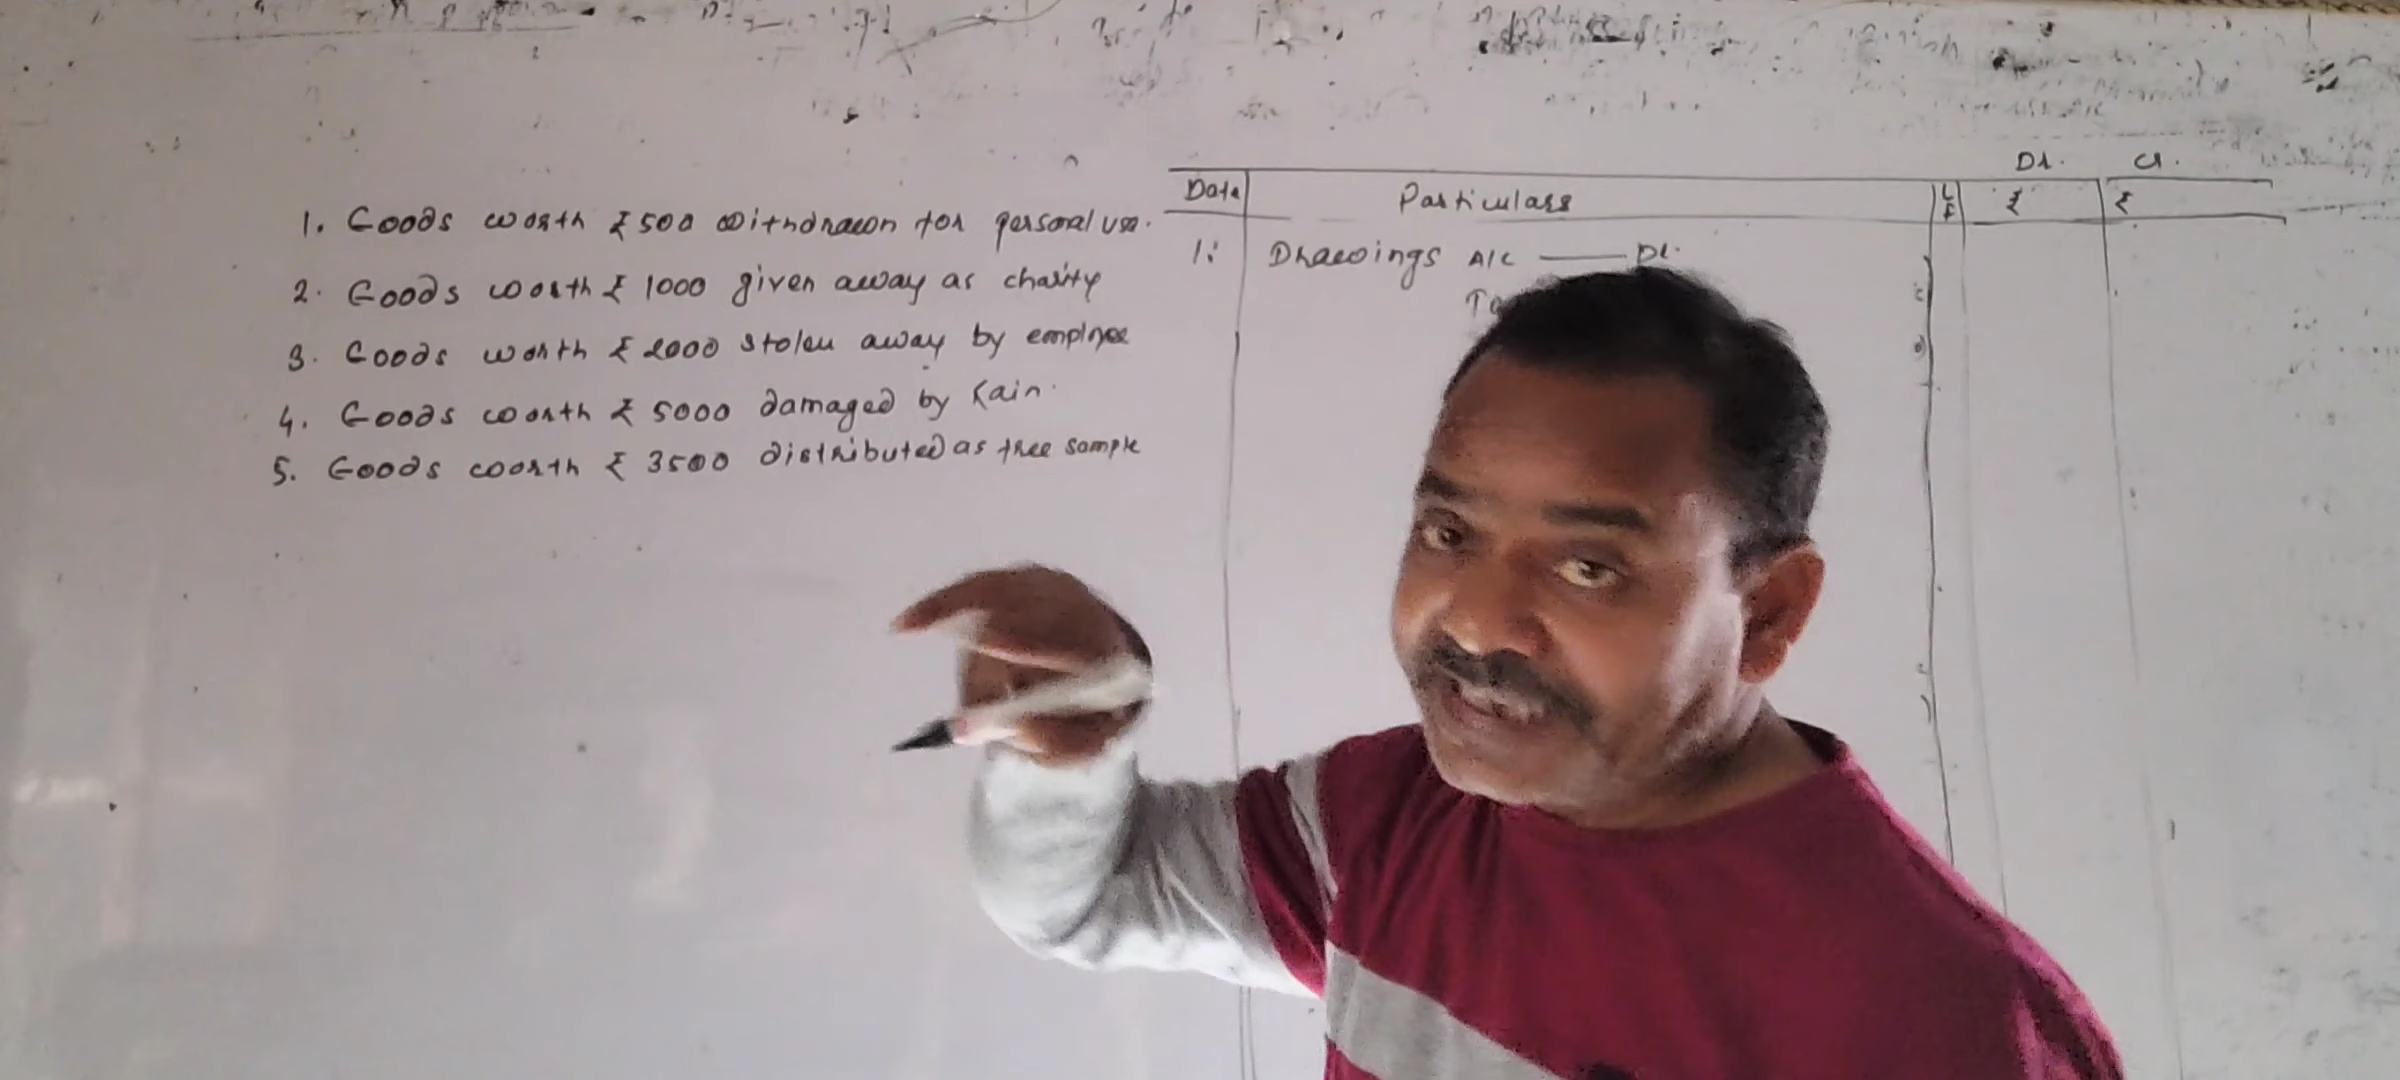 1. Goods worth ₹ 500 withdrawn for personal use.
2. Goods worth ₹ 1000 given away as charity
3. Goods worth ₹ 2000 stolen away by employee
4. Goods worth ₹ 5000 damaged by rain.
5. Goods worth ₹ 3500 distributed as free sample
Dr. Cr.
Date Particulars LF ₹ ₹
1. Drawings A/c —— Dr.
To